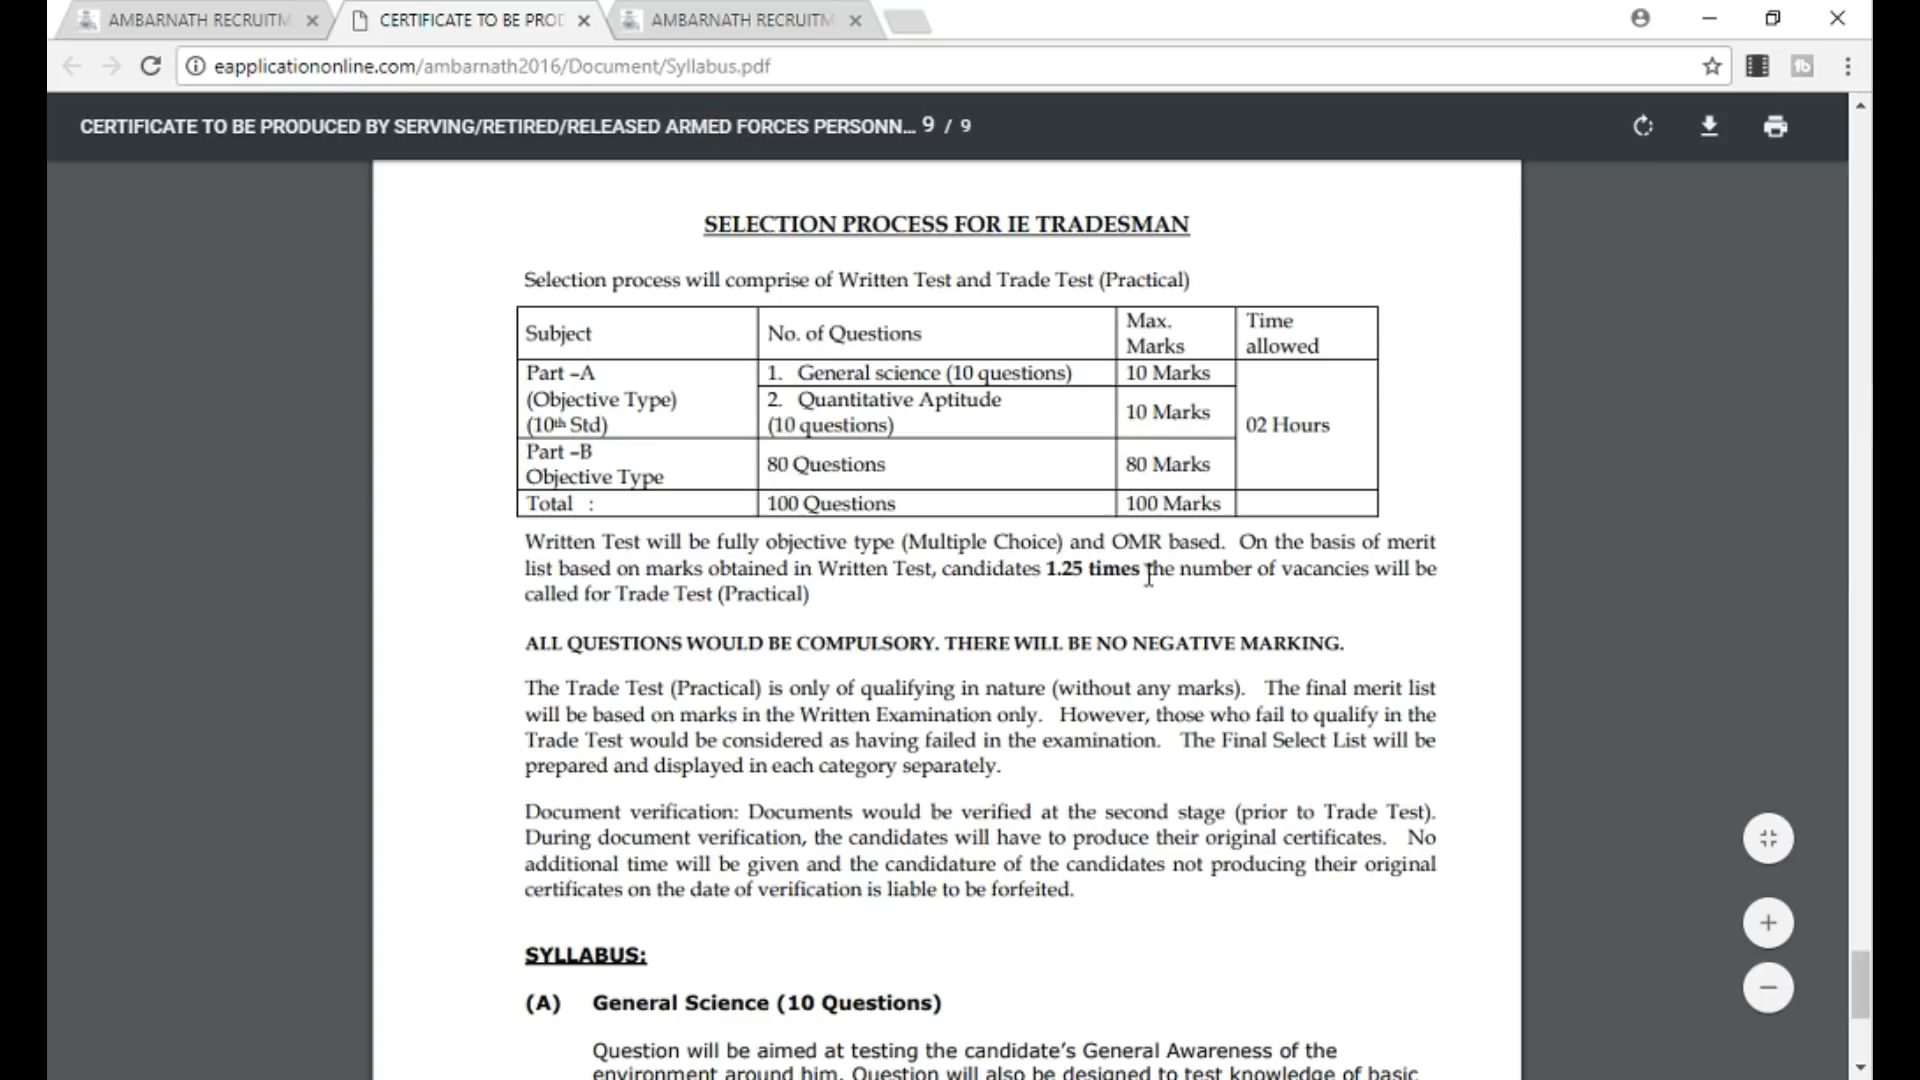 AMBARNATH RECRUITM
CERTIFICATE TO BE PROD
AMBARNATH RECRUITM
eapplicationonline.com/ambarnath2016/Document/Syllabus.pdf
CERTIFICATE TO BE PRODUCED BY SERVING/RETIRED/RELEASED ARMED FORCES PERSONN... 9 / 9
SELECTION PROCESS FOR IE TRADESMAN
Selection process will comprise of Written Test and Trade Test (Practical)
Subject
No. of Questions
Max.
Marks
Time
allowed
Part –A
(Objective Type)
(10th Std)
1. General science (10 questions)
10 Marks
2. Quantitative Aptitude
(10 questions)
10 Marks
02 Hours
Part –B
Objective Type
80 Questions
80 Marks
Total :
100 Questions
100 Marks
Written Test will be fully objective type (Multiple Choice) and OMR based. On the basis of merit
list based on marks obtained in Written Test, candidates 1.25 times the number of vacancies will be
called for Trade Test (Practical)
ALL QUESTIONS WOULD BE COMPULSORY. THERE WILL BE NO NEGATIVE MARKING.
The Trade Test (Practical) is only of qualifying in nature (without any marks). The final merit list
will be based on marks in the Written Examination only. However, those who fail to qualify in the
Trade Test would be considered as having failed in the examination. The Final Select List will be
prepared and displayed in each category separately.
Document verification: Documents would be verified at the second stage (prior to Trade Test).
During document verification, the candidates will have to produce their original certificates. No
additional time will be given and the candidature of the candidates not producing their original
certificates on the date of verification is liable to be forfeited.
SYLLABUS:
(A) General Science (10 Questions)
Question will be aimed at testing the candidate's General Awareness of the
environment around him. Question will also be designed to test knowledge of basic